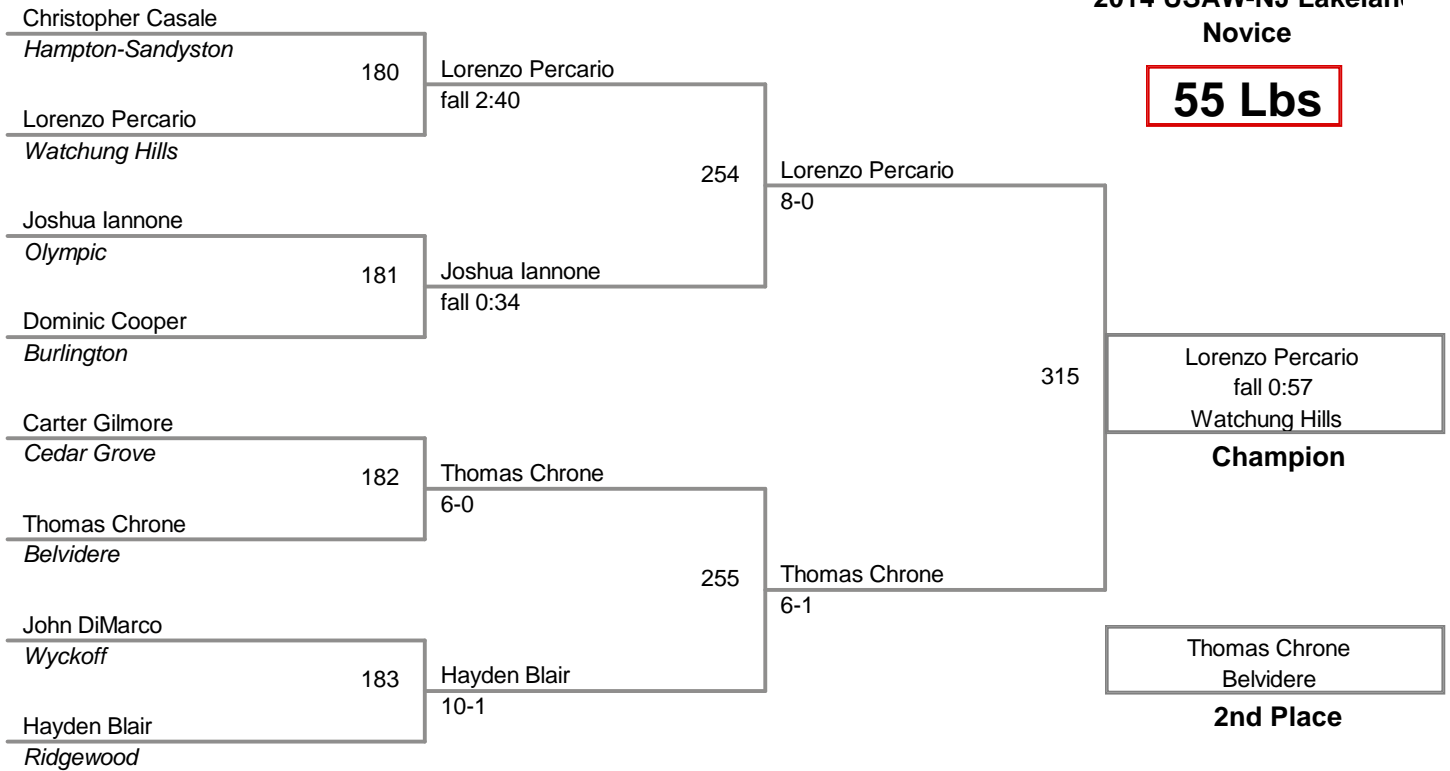 2014 USAW-NJ
Novice
55 Lbs
Christopher Casale
Hampton-Sandyston
180
Lorenzo Percario
fall 2:40
Lorenzo Percario
Watchung Hills
254
Lorenzo Percario
8-0
Joshua Iannone
Olympic
181
Joshua Iannone
fall 0:34
Dominic Cooper
Burlington
315
Lorenzo Percario
fall 0:57
Watchung Hills
Champion
Carter Gilmore
Cedar Grove
182
Thomas Chrone
6-0
Thomas Chrone
Belvidere
255
Thomas Chrone
6-1
John DiMarco
Wyckoff
183
Hayden Blair
10-1
Hayden Blair
Ridgewood
Thomas Chrone
Belvidere
2nd Place